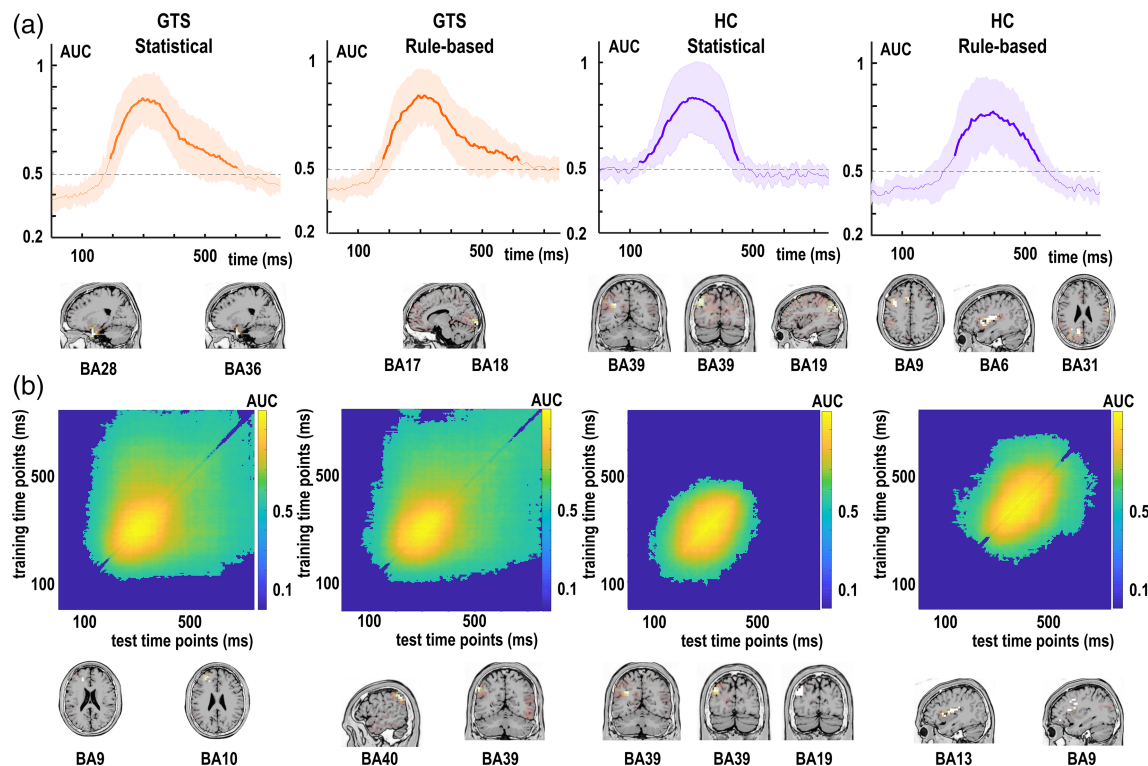 (a)
GTS
Statistical
AUC
1
0.5
0.2
100
500
time (ms)
GTS
Rule-based
AUC
1
0.5
0.2
100
500
time (ms)
HC
Statistical
AUC
1
0.5
0.2
100
500
time (ms)
HC
Rule-based
AUC
1
0.5
0.2
100
500
time (ms)
BA28
BA36
BA17
BA18
BA39
BA39
BA19
BA9
BA6
BA31
(b)
training time points (ms)
500
100
100
500
test time points (ms)
AUC
0.5
0.1
100
500
test time points (ms)
AUC
0.5
0.1
training time points (ms)
500
100
100
500
test time points (ms)
AUC
0.5
0.1
training time points (ms)
500
100
100
500
test time points (ms)
AUC
0.5
0.1
BA9
BA10
BA40
BA39
BA39
BA39
BA19
BA13
BA9